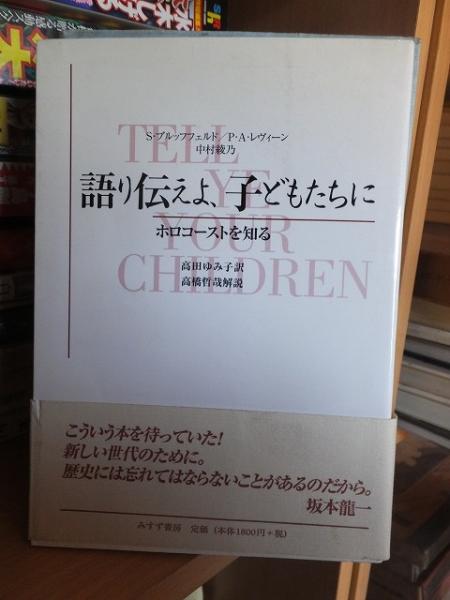 S・ブルッフフェルド／P・A・レヴィーン
中村綾乃
TELL
YE
YOUR
CHILDREN
語り伝えよ、子どもたちに
ホロコーストを知る
高田ゆみ子訳
高橋哲哉解説
こういう本を待っていた!
新しい世代のために。
歴史には忘れてはならないことがあるのだから。
坂本龍一
みすず書房　定価（本体1800円+税）